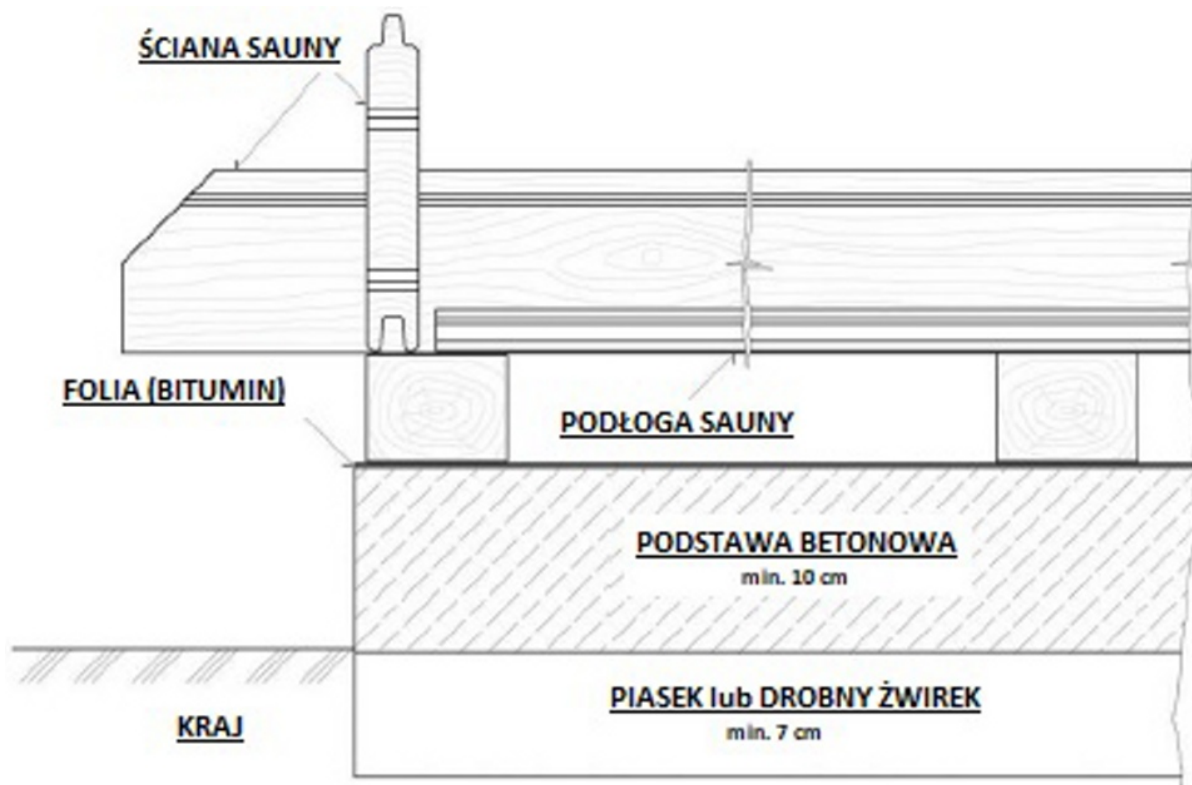 ŚCIANA SAUNY
FOLIA (BITUMIN)
PODŁOGA SAUNY
PODSTAWA BETONOWA
min. 10 cm
PIASEK lub DROBNY ŻWIREK
min. 7 cm
KRAJ